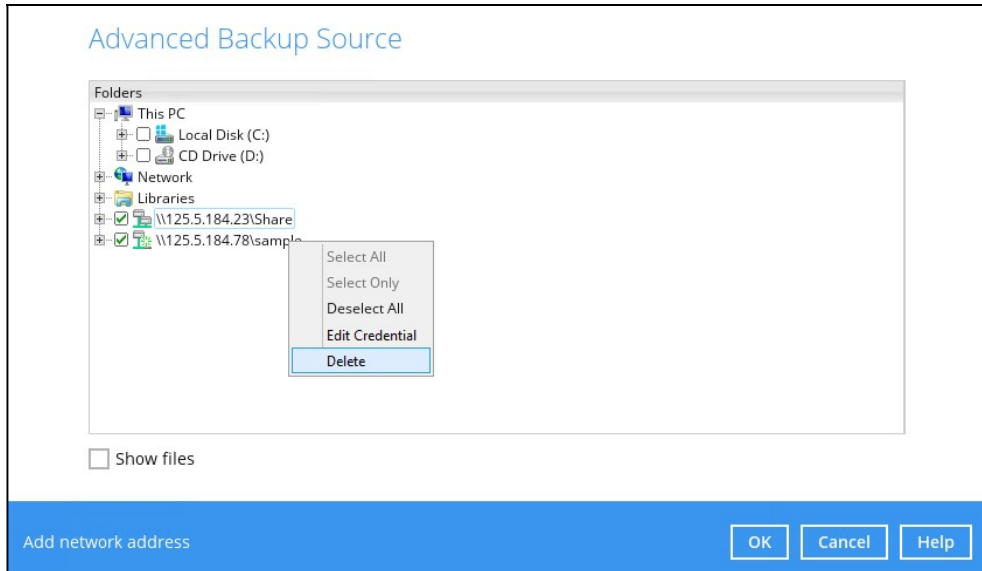 Advanced Backup Source
Folders
This PC
Local Disk (C:)
CD Drive (D:)
Network
Libraries
\\125.5.184.23\Share
\\125.5.184.78\sample
Select All
Select Only
Deselect All
Edit Credential
Delete
Show files
Add network address
OK Cancel Help